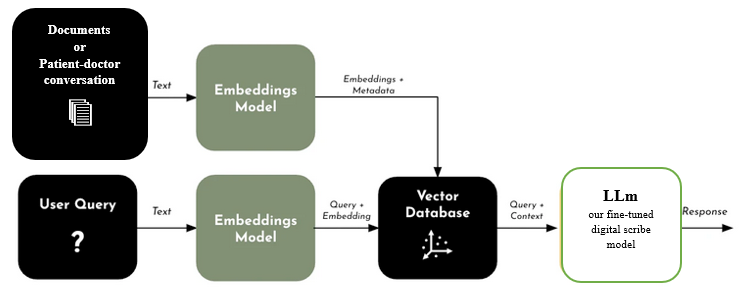 Documents
or
Patient-doctor
conversation
Text
Embeddings
Model
Embeddings +
Metadata
User Query
?
Text
Embeddings
Model
Query +
Embedding
Vector
Database
Query +
Context
LLm
our fine-tuned
digital scribe
model
Response